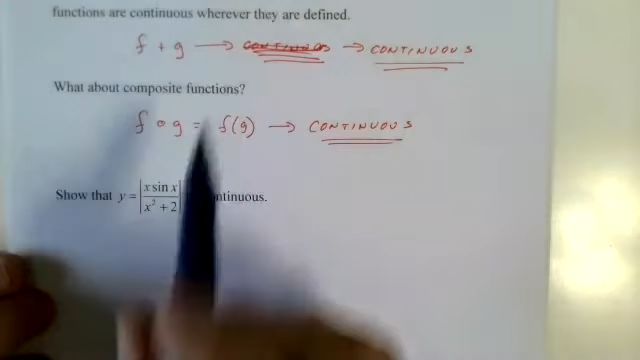 functions are continuous wherever they are defined.
f + g → CONTINUOUS → CONTINUOUS
What about composite functions?
f ∘ g = f(g) → CONTINUOUS
Show that y = |x sin x / (x² + 2)| ntinuous.